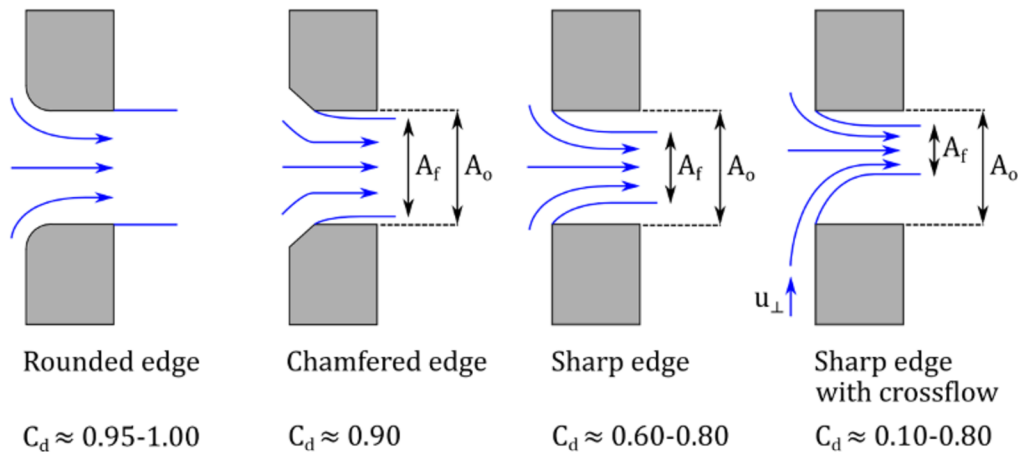 A_f
A_o
A_f
A_o
A_f
A_o
u_⊥
Rounded edge
Chamfered edge
Sharp edge
Sharp edge
with crossflow
C_d ≈ 0.95-1.00
C_d ≈ 0.90
C_d ≈ 0.60-0.80
C_d ≈ 0.10-0.80